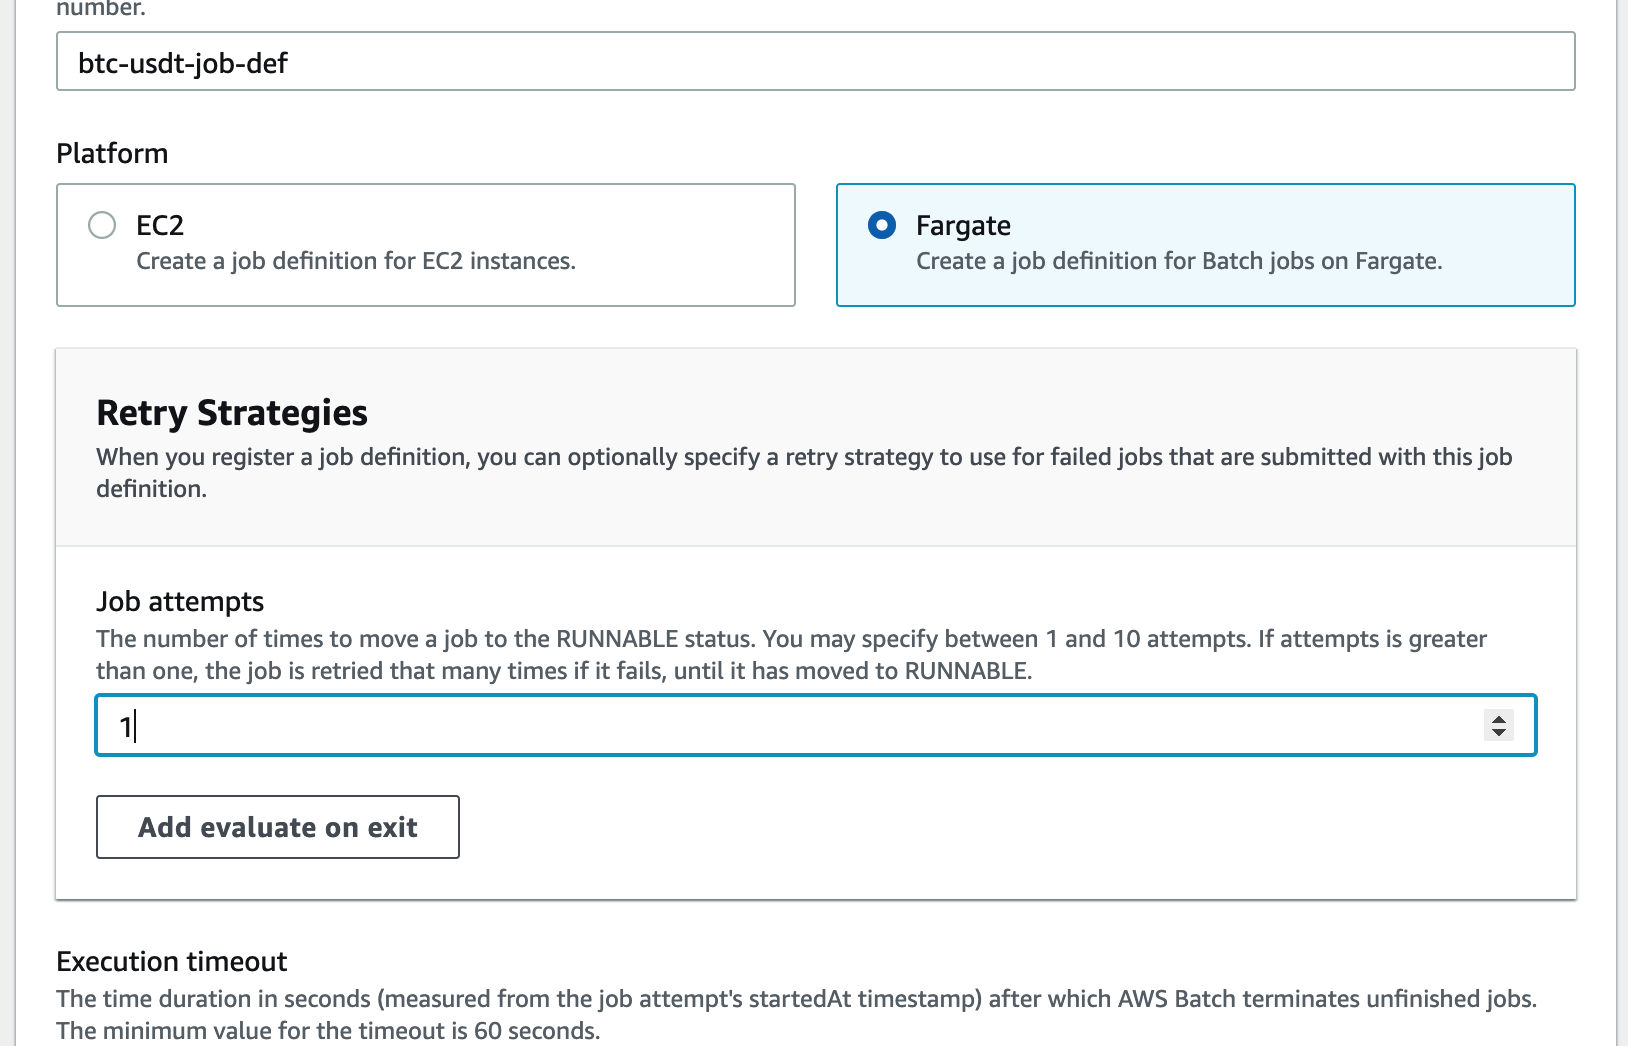 number.
btc-usdt-job-def
Platform
EC2
Create a job definition for EC2 instances.
Fargate
Create a job definition for Batch jobs on Fargate.
Retry Strategies
When you register a job definition, you can optionally specify a retry strategy to use for failed jobs that are submitted with this job
definition.
Job attempts
The number of times to move a job to the RUNNABLE status. You may specify between 1 and 10 attempts. If attempts is greater
than one, the job is retried that many times if it fails, until it has moved to RUNNABLE.
1
Add evaluate on exit
Execution timeout
The time duration in seconds (measured from the job attempt's startedAt timestamp) after which AWS Batch terminates unfinished jobs.
The minimum value for the timeout is 60 seconds.